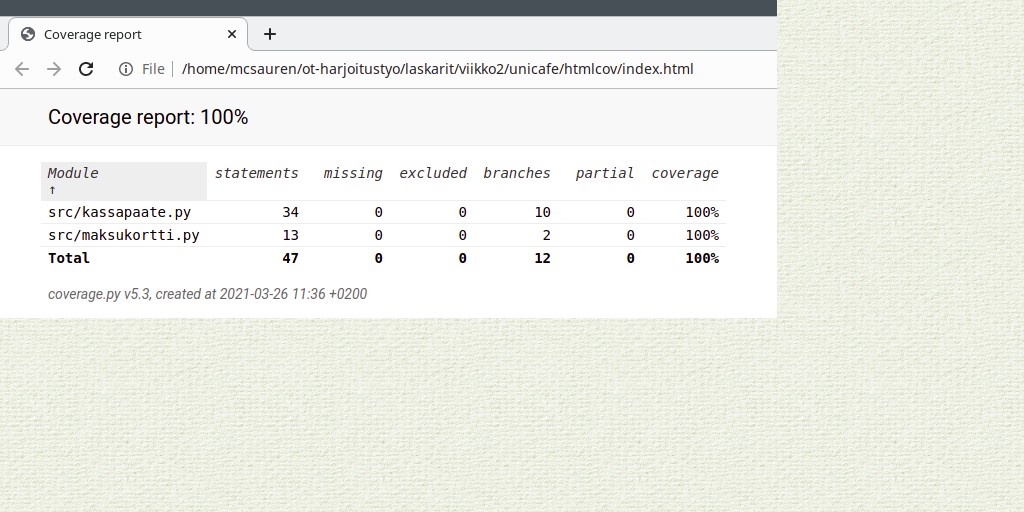 Coverage report
File /home/mcsauren/ot-harjoitustyo/laskarit/viikko2/unicafe/htmlcov/index.html
Coverage report: 100%
Module ↑ statements missing excluded branches partial coverage
src/kassapaate.py 34 0 0 10 0 100%
src/maksukortti.py 13 0 0 2 0 100%
Total 47 0 0 12 0 100%
coverage.py v5.3, created at 2021-03-26 11:36 +0200